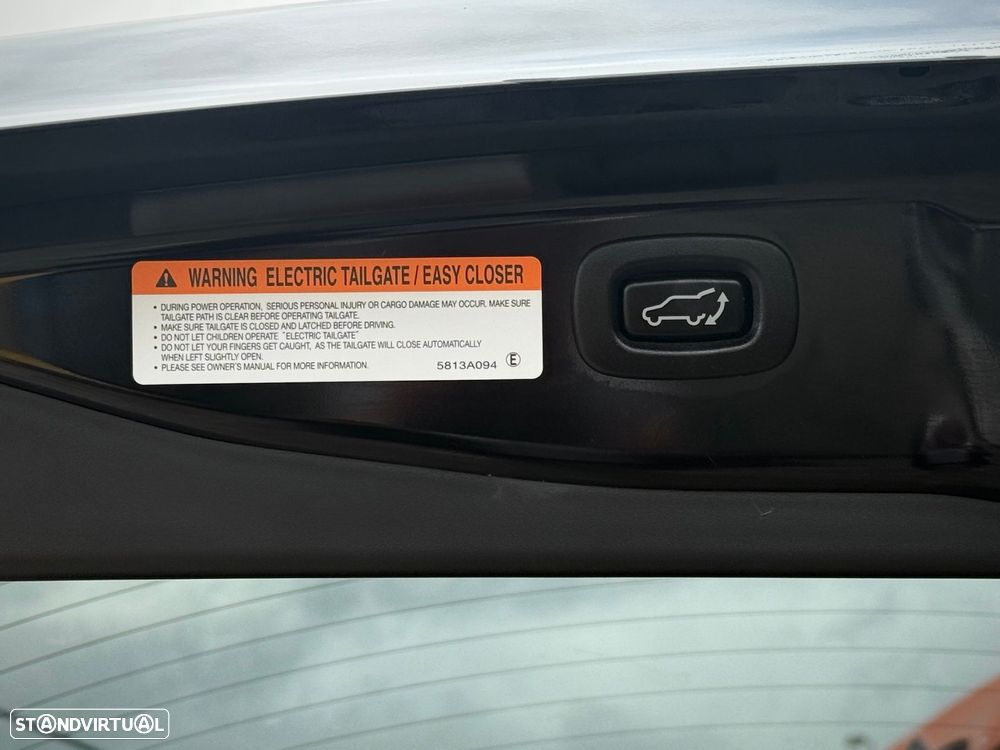 WARNING ELECTRIC TAILGATE / EASY CLOSER
• DURING POWER OPERATION, SERIOUS PERSONAL INJURY OR CARGO DAMAGE MAY OCCUR. MAKE SURE
TAILGATE PATH IS CLEAR BEFORE OPERATING TAILGATE.
• MAKE SURE TAILGATE IS CLOSED AND LATCHED BEFORE DRIVING.
• DO NOT LET CHILDREN OPERATE "ELECTRIC TAILGATE"
• DO NOT LET YOUR FINGERS GET CAUGHT, AS THE TAILGATE WILL CLOSE AUTOMATICALLY
WHEN LEFT SLIGHTLY OPEN.
• PLEASE SEE OWNER'S MANUAL FOR MORE INFORMATION. 5813A094 Ⓔ
STANDVIRTUAL